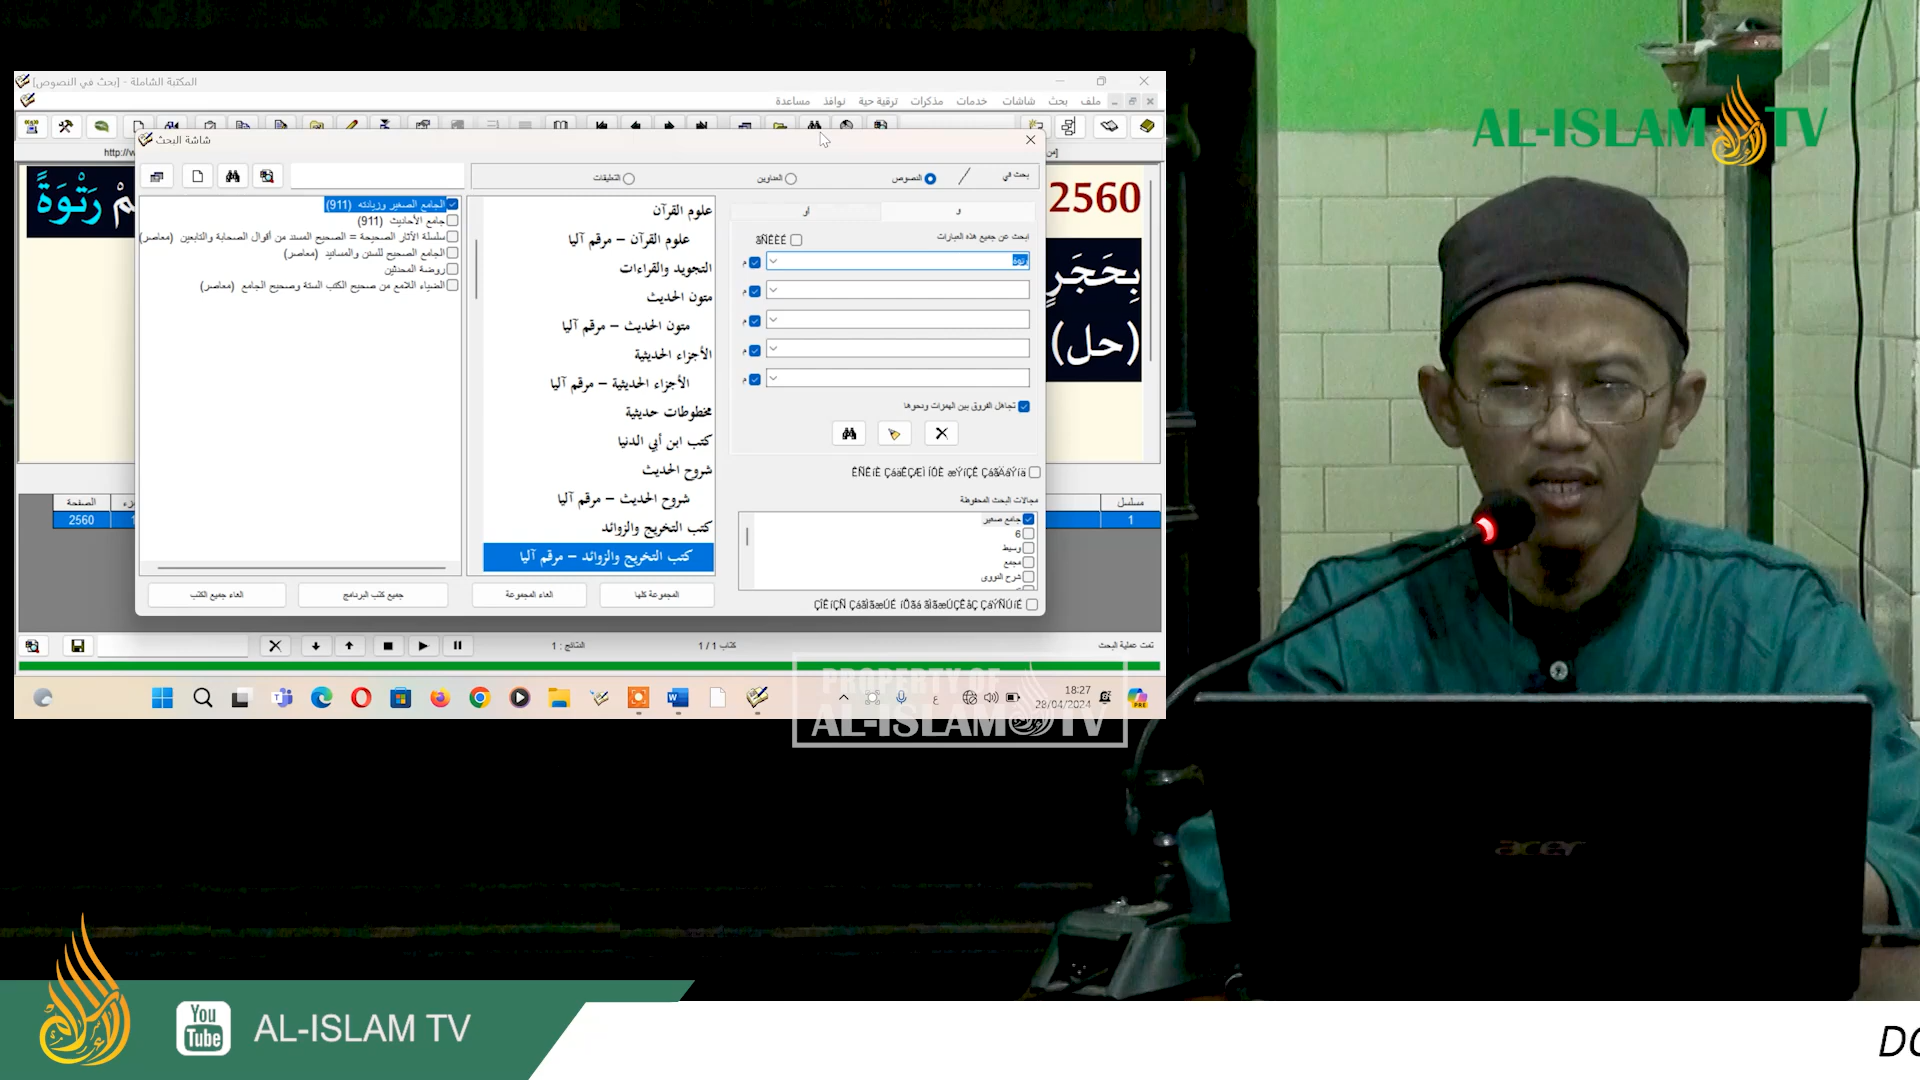 المكتبة الشاملة - [بحث في النصوص]
ملف بحث شاشات خدمات مذكرات ترقية حية نوافذ مساعدة
شاشة البحث
بحث في
النصوص
العناوين
التعليقات
و
أو
ابحث عن جميع هذه العبارات
ãÑÊÈÉ
رتوة
م
م
م
م
م
تجاهل الفروق بين الهمزات ونحوها
مجالات البحث المحفوظة
جامع صغير
6
وسيط
مجمع
شرح النووى
علوم القرآن
علوم القرآن – مرقم آليا
التجويد والقراءات
متون الحديث
متون الحديث – مرقم آليا
الأجزاء الحديثية
الأجزاء الحديثية – مرقم آليا
مخطوطات حديثية
كتب ابن أبي الدنيا
شروح الحديث
شروح الحديث – مرقم آليا
كتب التخريج والزوائد
كتب التخريج والزوائد – مرقم آليا
المجموعة كلها
الغاء المجموعة
الجامع الصغير وزيادته (911)
جامع الأحاديث (911)
سلسلة الآثار الصحيحة = الصحيح المسند من أقوال الصحابة والتابعين (معاصر)
الجامع الصحيح للسنن والمسانيد (معاصر)
روضة المحدثين
الضياء اللامع من صحيح الكتب الستة وصحيح الجامع (معاصر)
جميع كتب البرنامج
الغاء جميع الكتب
http://w
2560
بِحَجَرٍ
(حل)
مْ رَتْوَةً
مسلسل
1
الصفحة
2560
تمت عملية البحث
كتاب 1 / 1
النتائج : 1
18:27
28/04/2024
PROPERTY OF
AL-ISLAM TV
AL-ISLAM TV
acer
You
Tube
AL-ISLAM TV